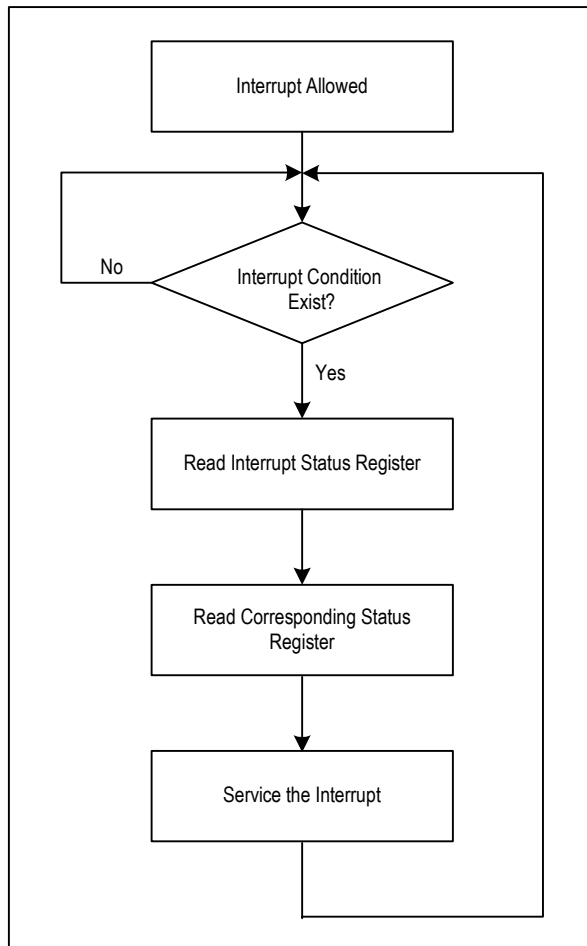 Interrupt Allowed
Interrupt Condition
Exist?
No
Yes
Read Interrupt Status Register
Read Corresponding Status
Register
Service the Interrupt